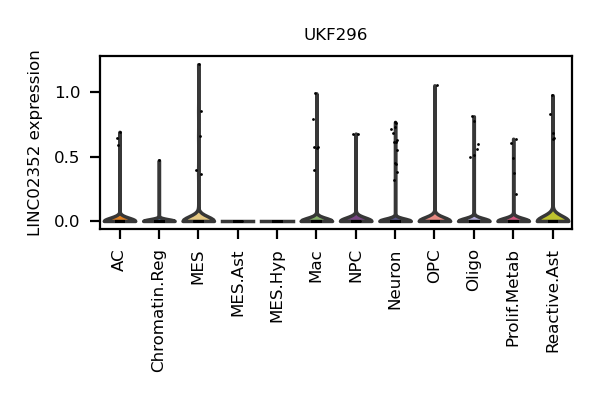 UKF296
LINC02352 expression
1.0
0.5
0.0
AC
Chromatin.Reg
MES
MES.Ast
MES.Hyp
Mac
NPC
Neuron
OPC
Oligo
Prolif.Metab
Reactive.Ast